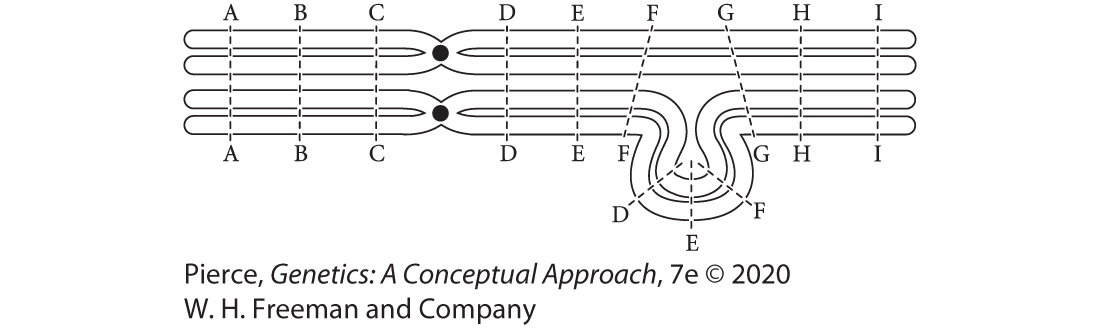 A B C D E F G H I
A B C D E F G H I
D F
E
Pierce, Genetics: A Conceptual Approach, 7e © 2020
W. H. Freeman and Company